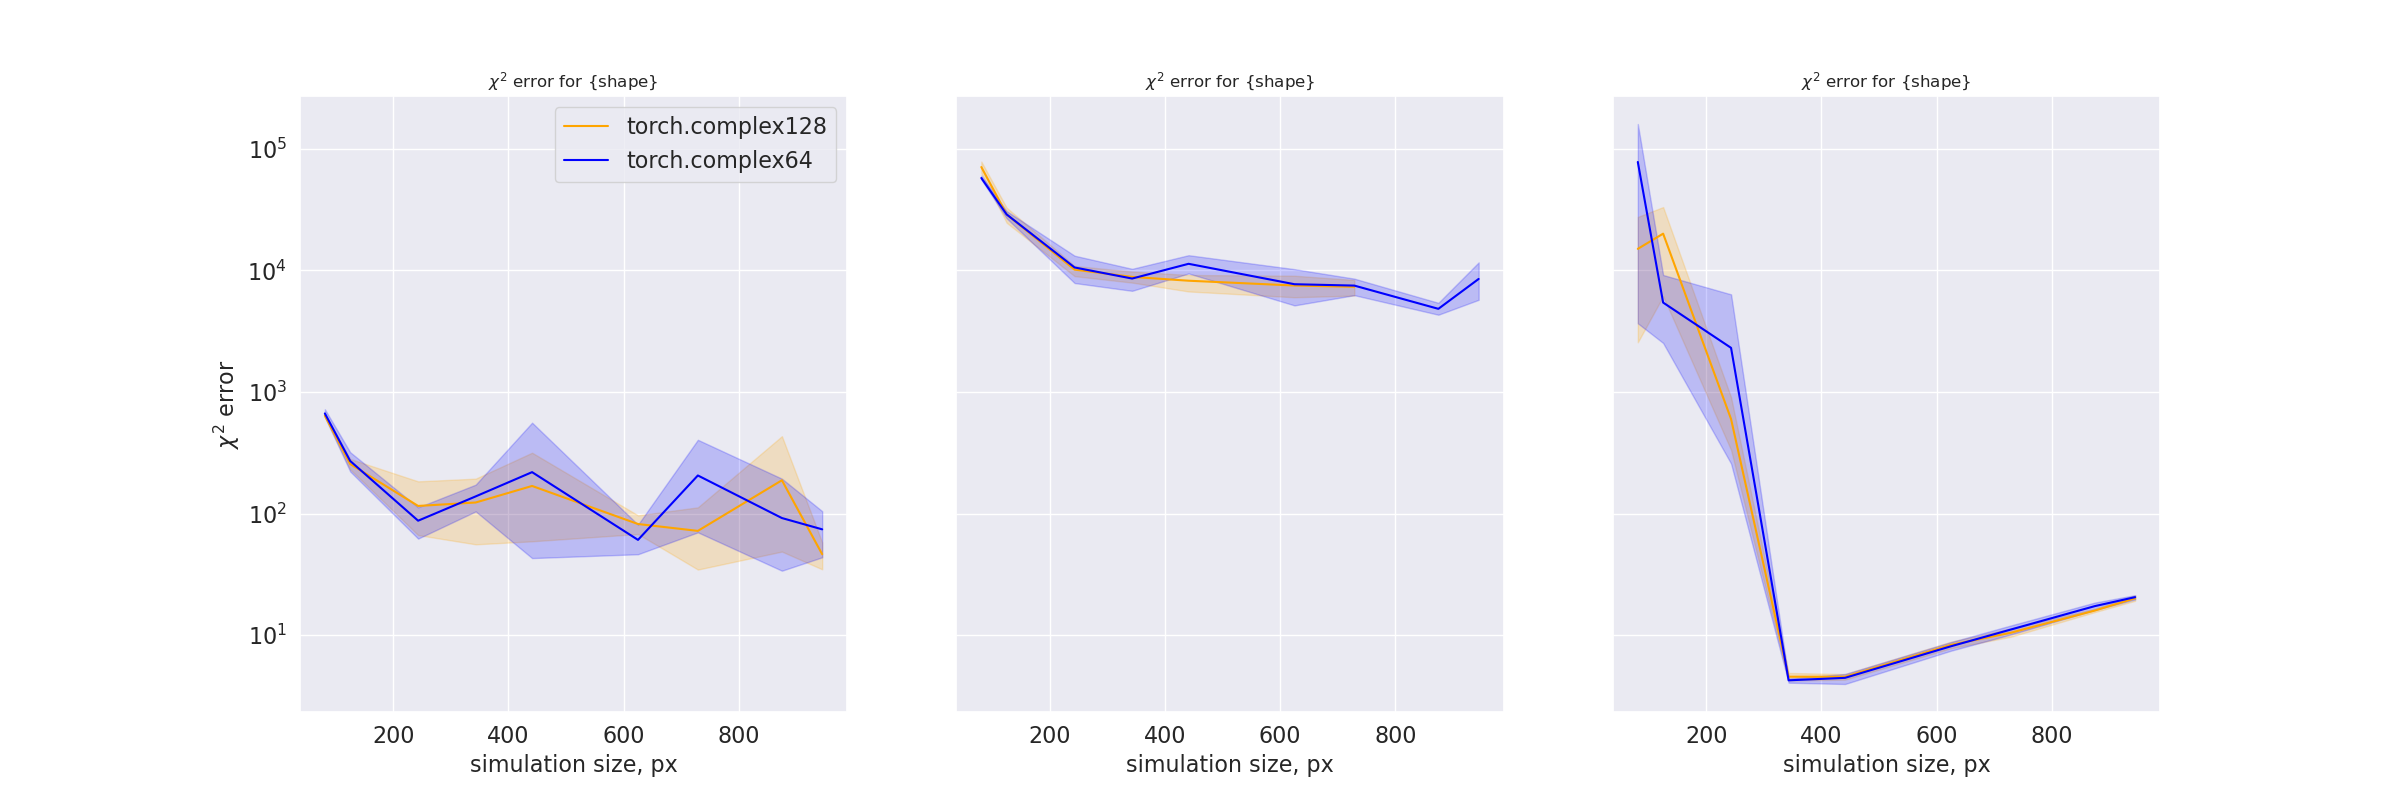 χ² error for {shape}
χ² error for {shape}
χ² error for {shape}
torch.complex128
torch.complex64
χ² error
10⁵
10⁴
10³
10²
10¹
200 400 600 800
200 400 600 800
200 400 600 800
simulation size, px
simulation size, px
simulation size, px